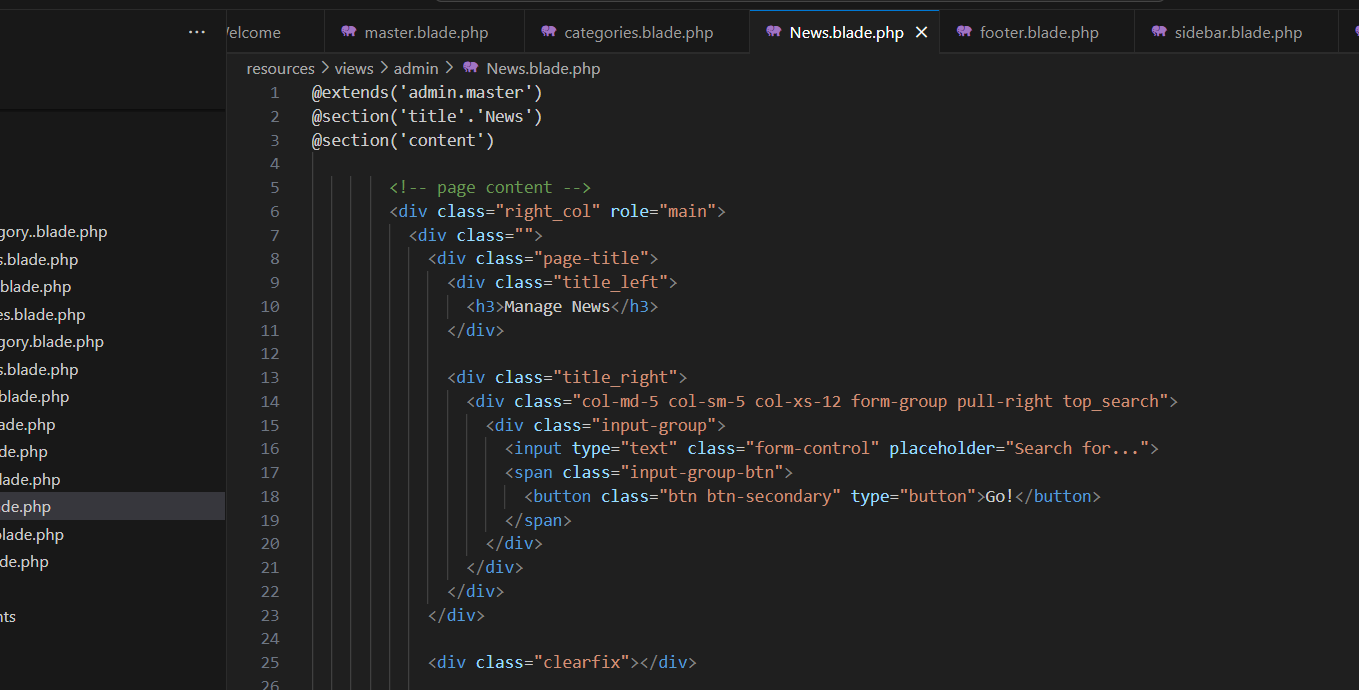 ... elcome master.blade.php categories.blade.php News.blade.php footer.blade.php sidebar.blade.php
resources > views > admin > News.blade.php
gory..blade.php
s.blade.php
blade.php
es.blade.php
gory.blade.php
s.blade.php
blade.php
ade.php
de.php
lade.php
de.php
blade.php
de.php
nts
1 @extends('admin.master')
2 @section('title'.'News')
3 @section('content')
4
5 <!-- page content -->
6 <div class="right_col" role="main">
7 <div class="">
8 <div class="page-title">
9 <div class="title_left">
10 <h3>Manage News</h3>
11 </div>
12
13 <div class="title_right">
14 <div class="col-md-5 col-sm-5 col-xs-12 form-group pull-right top_search">
15 <div class="input-group">
16 <input type="text" class="form-control" placeholder="Search for...">
17 <span class="input-group-btn">
18 <button class="btn btn-secondary" type="button">Go!</button>
19 </span>
20 </div>
21 </div>
22 </div>
23 </div>
24
25 <div class="clearfix"></div>
26